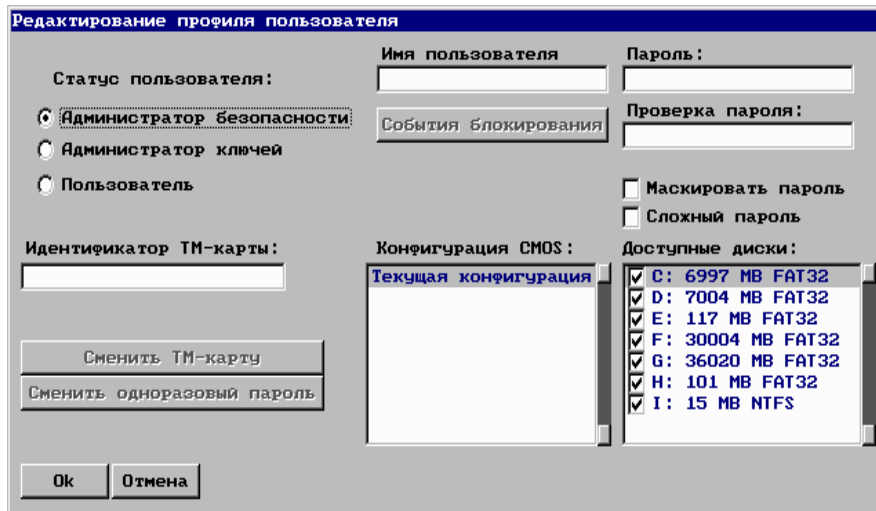 Редактирование профиля пользователя
Имя пользователя
Пароль:
Статус пользователя:
Администратор безопасности
События блокирования
Проверка пароля:
Администратор ключей
Пользователь
Маскировать пароль
Сложный пароль
Идентификатор ТМ-карты:
Конфигурация CMOS:
Доступные диски:
Текущая конфигурация
C: 6997 MB FAT32
D: 7004 MB FAT32
E: 117 MB FAT32
F: 30004 MB FAT32
G: 36020 MB FAT32
H: 101 MB FAT32
I: 15 MB NTFS
Сменить ТМ-карту
Сменить одноразовый пароль
Ok
Отмена